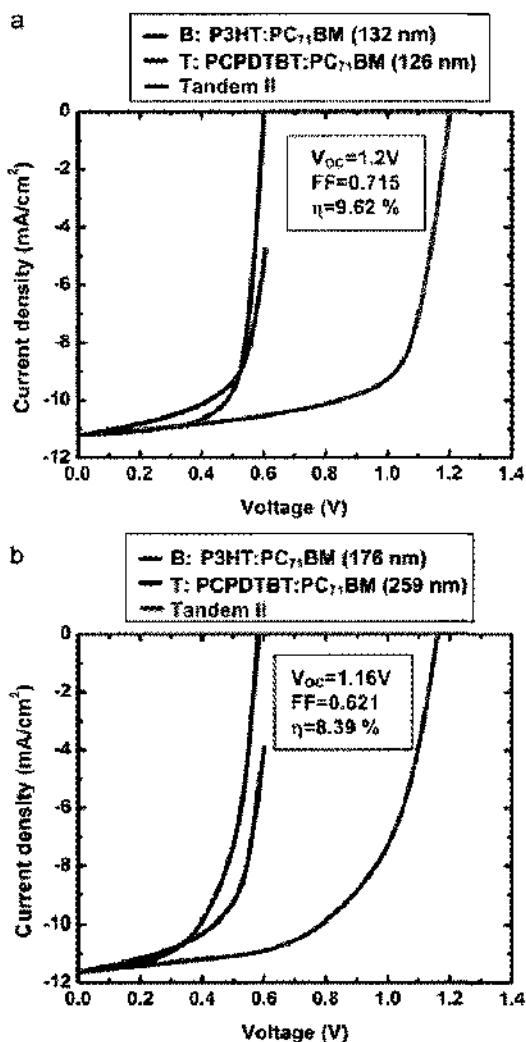 a
B: P3HT:PC₇₁BM (132 nm)
T: PCPDTBT:PC₇₁BM (126 nm)
Tandem II
0
-2
-4
-6
-8
-10
-12
Current density (mA/cm²)
V_OC=1.2V
FF=0.715
η=9.62 %
0.0 0.2 0.4 0.6 0.8 1.0 1.2 1.4
Voltage (V)
b
B: P3HT:PC₇₁BM (176 nm)
T: PCPDTBT:PC₇₁BM (259 nm)
Tandem II
0
-2
-4
-6
-8
-10
-12
Current density (mA/cm²)
V_OC=1.16V
FF=0.621
η=8.39 %
0.0 0.2 0.4 0.6 0.8 1.0 1.2 1.4
Voltage (V)